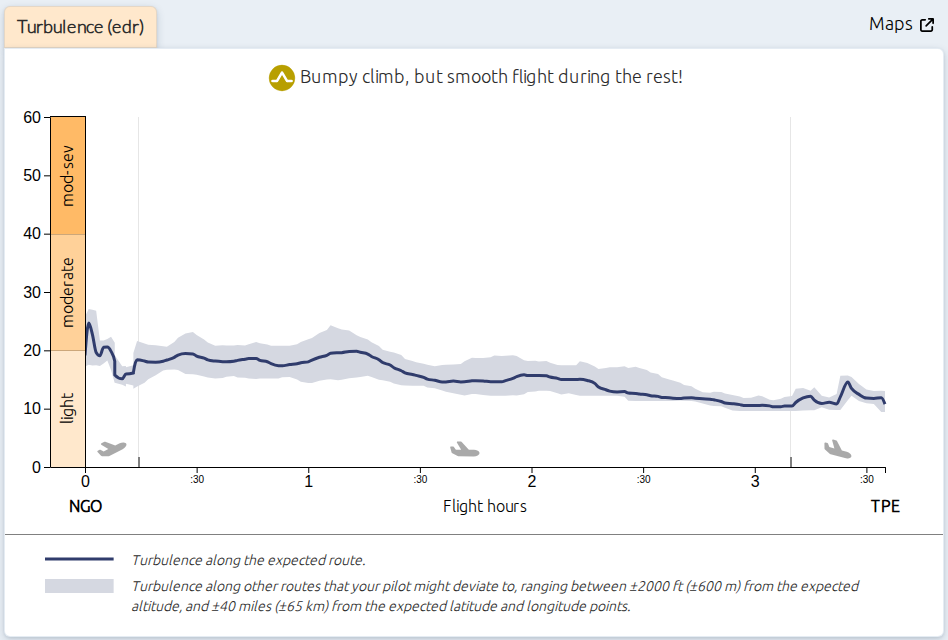 Turbulence (edr)
Maps
Bumpy climb, but smooth flight during the rest!
60
50
40
30
20
10
0
mod-sev
moderate
light
0 :30 1 :30 2 :30 3 :30
NGO Flight hours TPE
Turbulence along the expected route.
Turbulence along other routes that your pilot might deviate to, ranging between ±2000 ft (±600 m) from the expected
altitude, and ±40 miles (±65 km) from the expected latitude and longitude points.